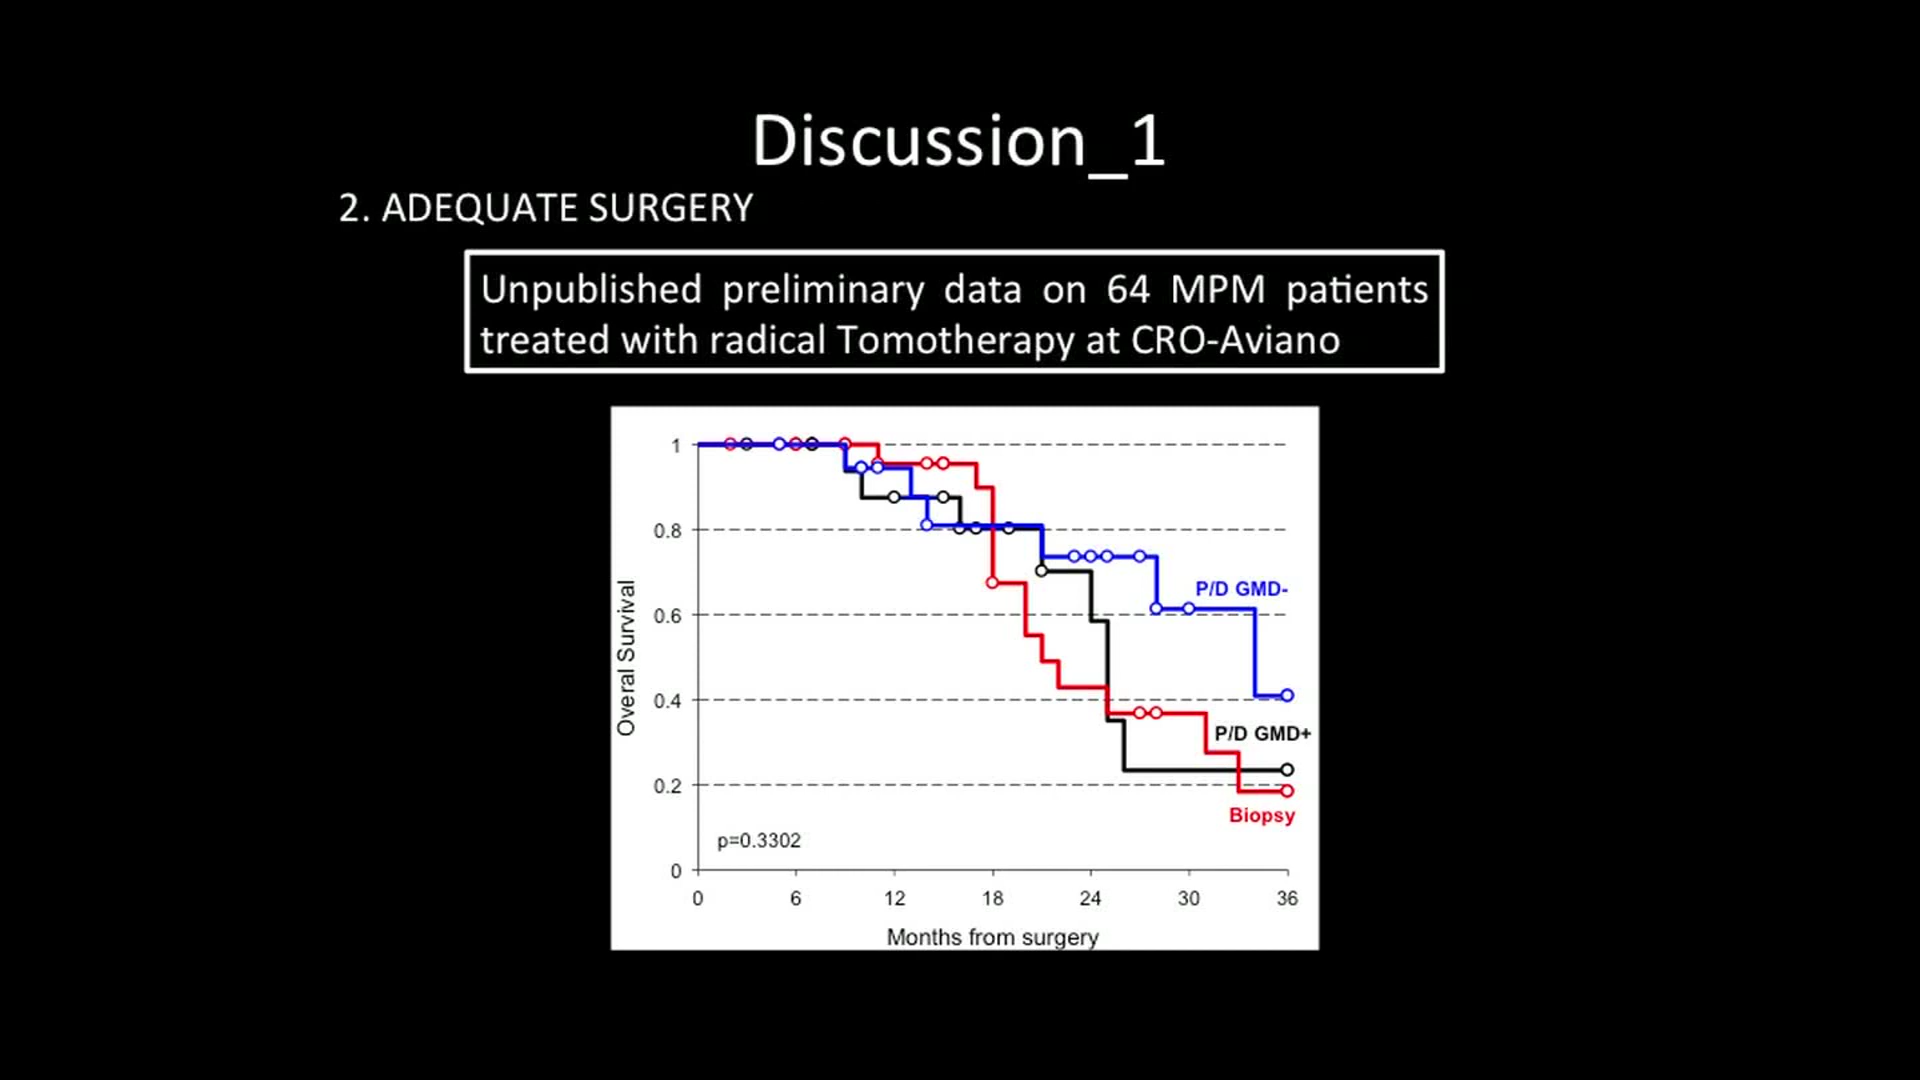 Discussion_1
2. ADEQUATE SURGERY
Unpublished preliminary data on 64 MPM patients
treated with radical Tomotherapy at CRO-Aviano
1
0.8
0.6
0.4
0.2
0
Overal Survival
P/D GMD-
P/D GMD+
Biopsy
p=0.3302
0 6 12 18 24 30 36
Months from surgery